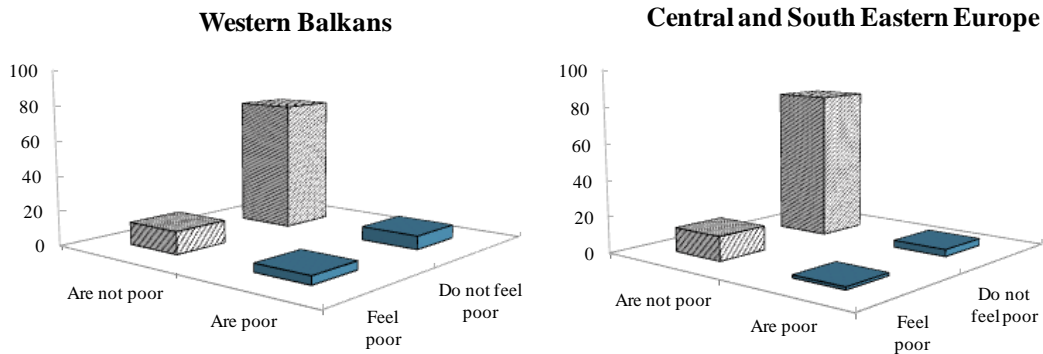 Western Balkans
100
80
60
40
20
0
Are not poor
Are poor
Feel
poor
Do not feel
poor
Central and South Eastern Europe
100
80
60
40
20
0
Are not poor
Are poor
Feel
poor
Do not
feel poor